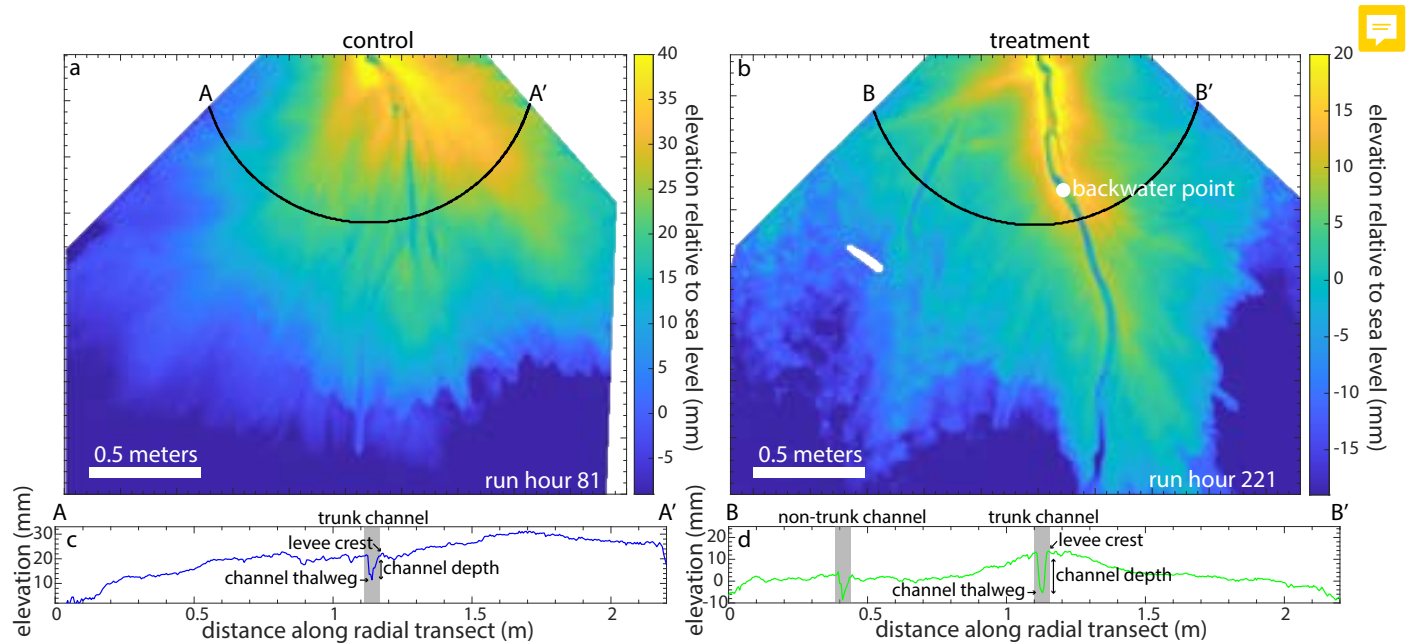 control
treatment
a
A
A′
40
35
30
25
20
15
10
5
0
-5
elevation relative to sea level (mm)
0.5 meters
run hour 81
b
B
B′
backwater point
20
15
10
5
0
-5
-10
-15
elevation relative to sea level (mm)
0.5 meters
run hour 221
A
trunk channel
A′
c
levee crest
channel thalweg
channel depth
30
20
10
elevation (mm)
0
0.5
1
1.5
2
distance along radial transect (m)
B
non-trunk channel
trunk channel
B′
d
levee crest
channel thalweg
channel depth
20
10
0
-10
elevation (mm)
0
0.5
1
1.5
2
distance along radial transect (m)